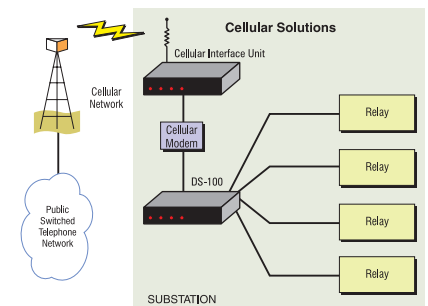 Cellular Solutions
Cellular Interface Unit
Cellular
Network
Cellular
Modem
DS-100
Public
Switched
Telephone
Network
Relay
Relay
Relay
Relay
SUBSTATION